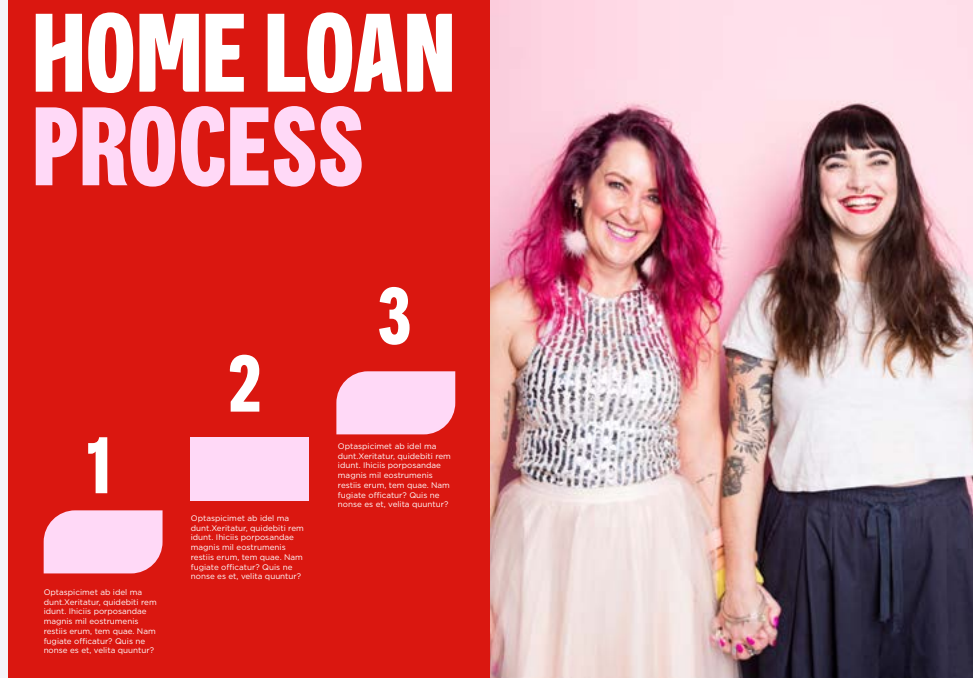 HOME LOAN
PROCESS
1
Optaspicimet ab idel ma
dunt.Xeritatur, quidebiti rem
idunt. Ihiciis porposandae
magnis mil eostrumenis
restiis erum, tem quae. Nam
fugiate officatur? Quis ne
nonse es et, velita quuntur?
2
Optaspicimet ab idel ma
dunt.Xeritatur, quidebiti rem
idunt. Ihiciis porposandae
magnis mil eostrumenis
restiis erum, tem quae. Nam
fugiate officatur? Quis ne
nonse es et, velita quuntur?
3
Optaspicimet ab idel ma
dunt.Xeritatur, quidebiti rem
idunt. Ihiciis porposandae
magnis mil eostrumenis
restiis erum, tem quae. Nam
fugiate officatur? Quis ne
nonse es et, velita quuntur?